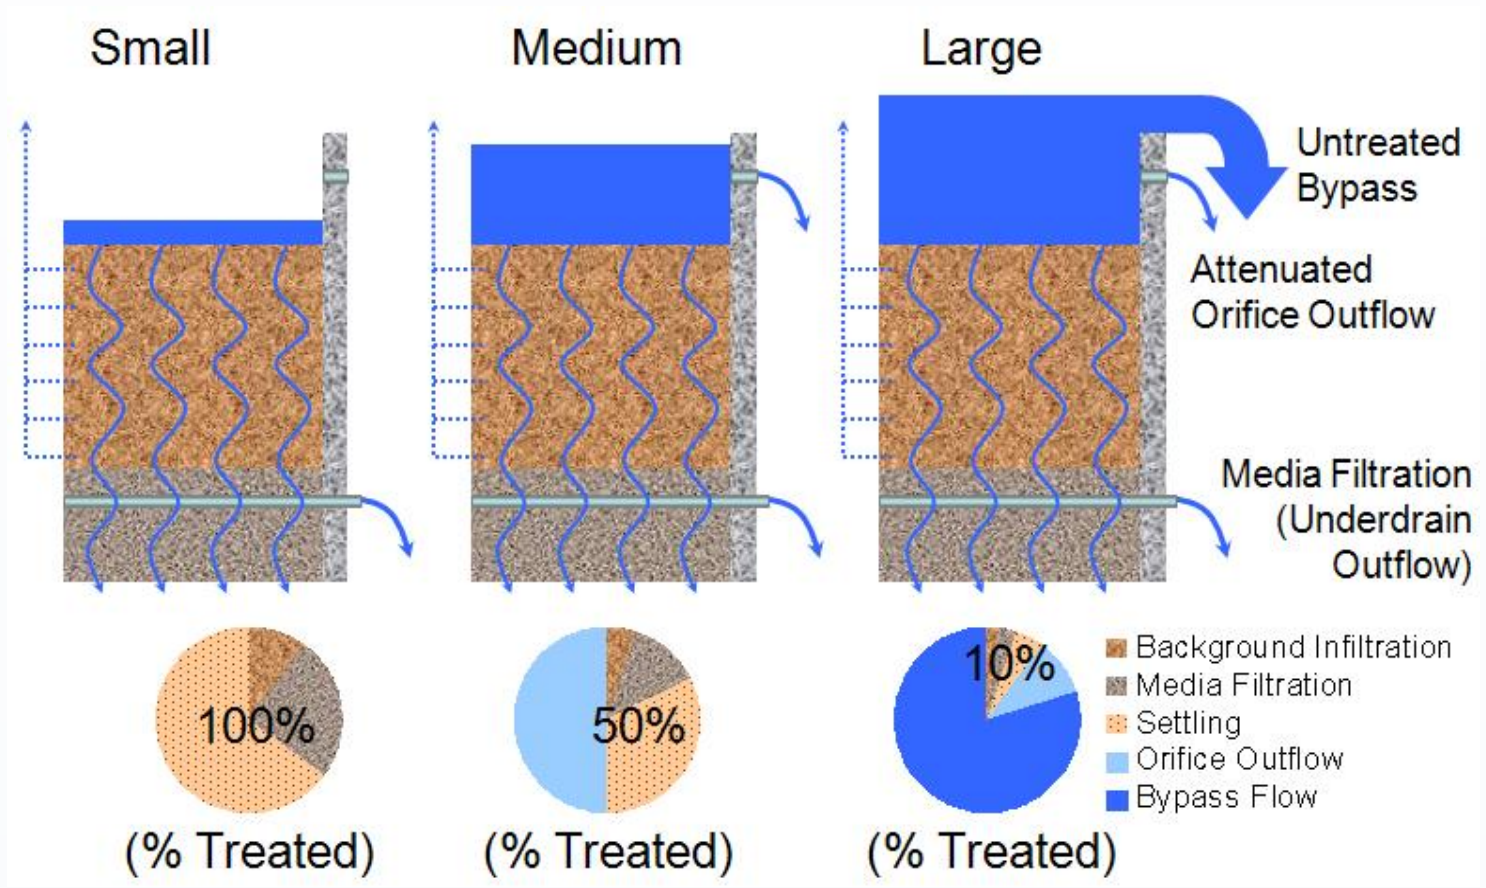 Small
Medium
Large
Untreated
Bypass
Attenuated
Orifice Outflow
Media Filtration
(Underdrain
Outflow)
100%
50%
10%
Background Infiltration
Media Filtration
Settling
Orifice Outflow
Bypass Flow
(% Treated)
(% Treated)
(% Treated)